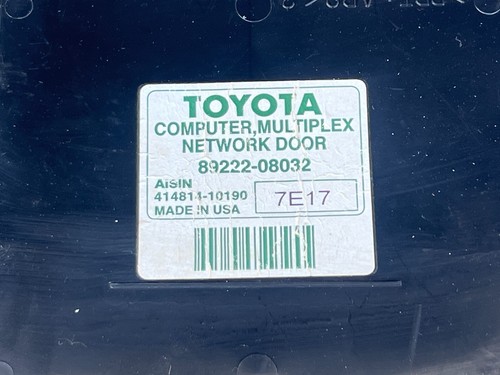 TOYOTA
COMPUTER,MULTIPLEX
NETWORK DOOR
89222-08032
AISIN
414814-10190
7E17
MADE IN USA